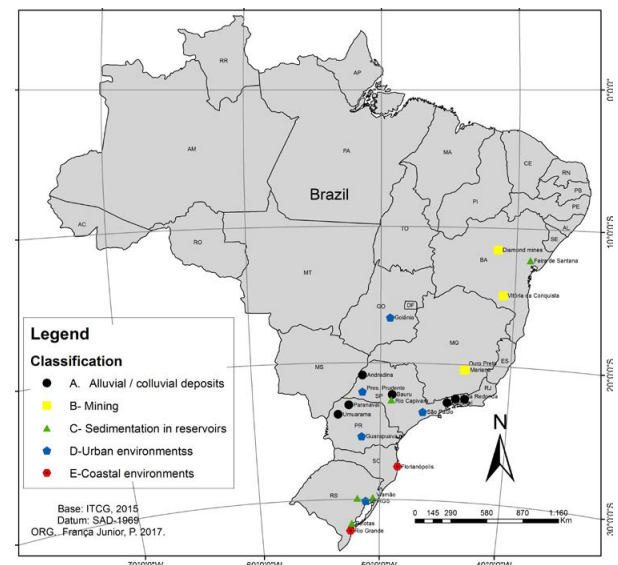 RR
AP
0°0'0"
AM
PA
MA
CE
RN
PB
PE
AL
SE
PI
Brazil
AC
RO
TO
10°0'0"S
Diamond mines
BA
Feira de Santana
MT
Vitória da Conquista
GO
DF
Goiânio
MG
ES
Ouro Preto
Mariana
20°0'0"S
MS
Andradina
Pres. Prudente
SP
Bauru
Rio Capivara
Redonda
RJ
Paranavaí
São Paulo
Umuarama
PR
Guarapuava
SC
Florianópolis
RS
Viamão
Pelotas
Rio Grande
30°0'0"S
Legend
Classification
A. Alluvial / colluvial deposits
B- Mining
C- Sedimentation in reservoirs
D-Urban environmentss
E-Coastal environments
Base: ITCG, 2015
Datum: SAD-1969
ORG. França Junior, P. 2017.
N
0 145 290 580 870 1.160
Km